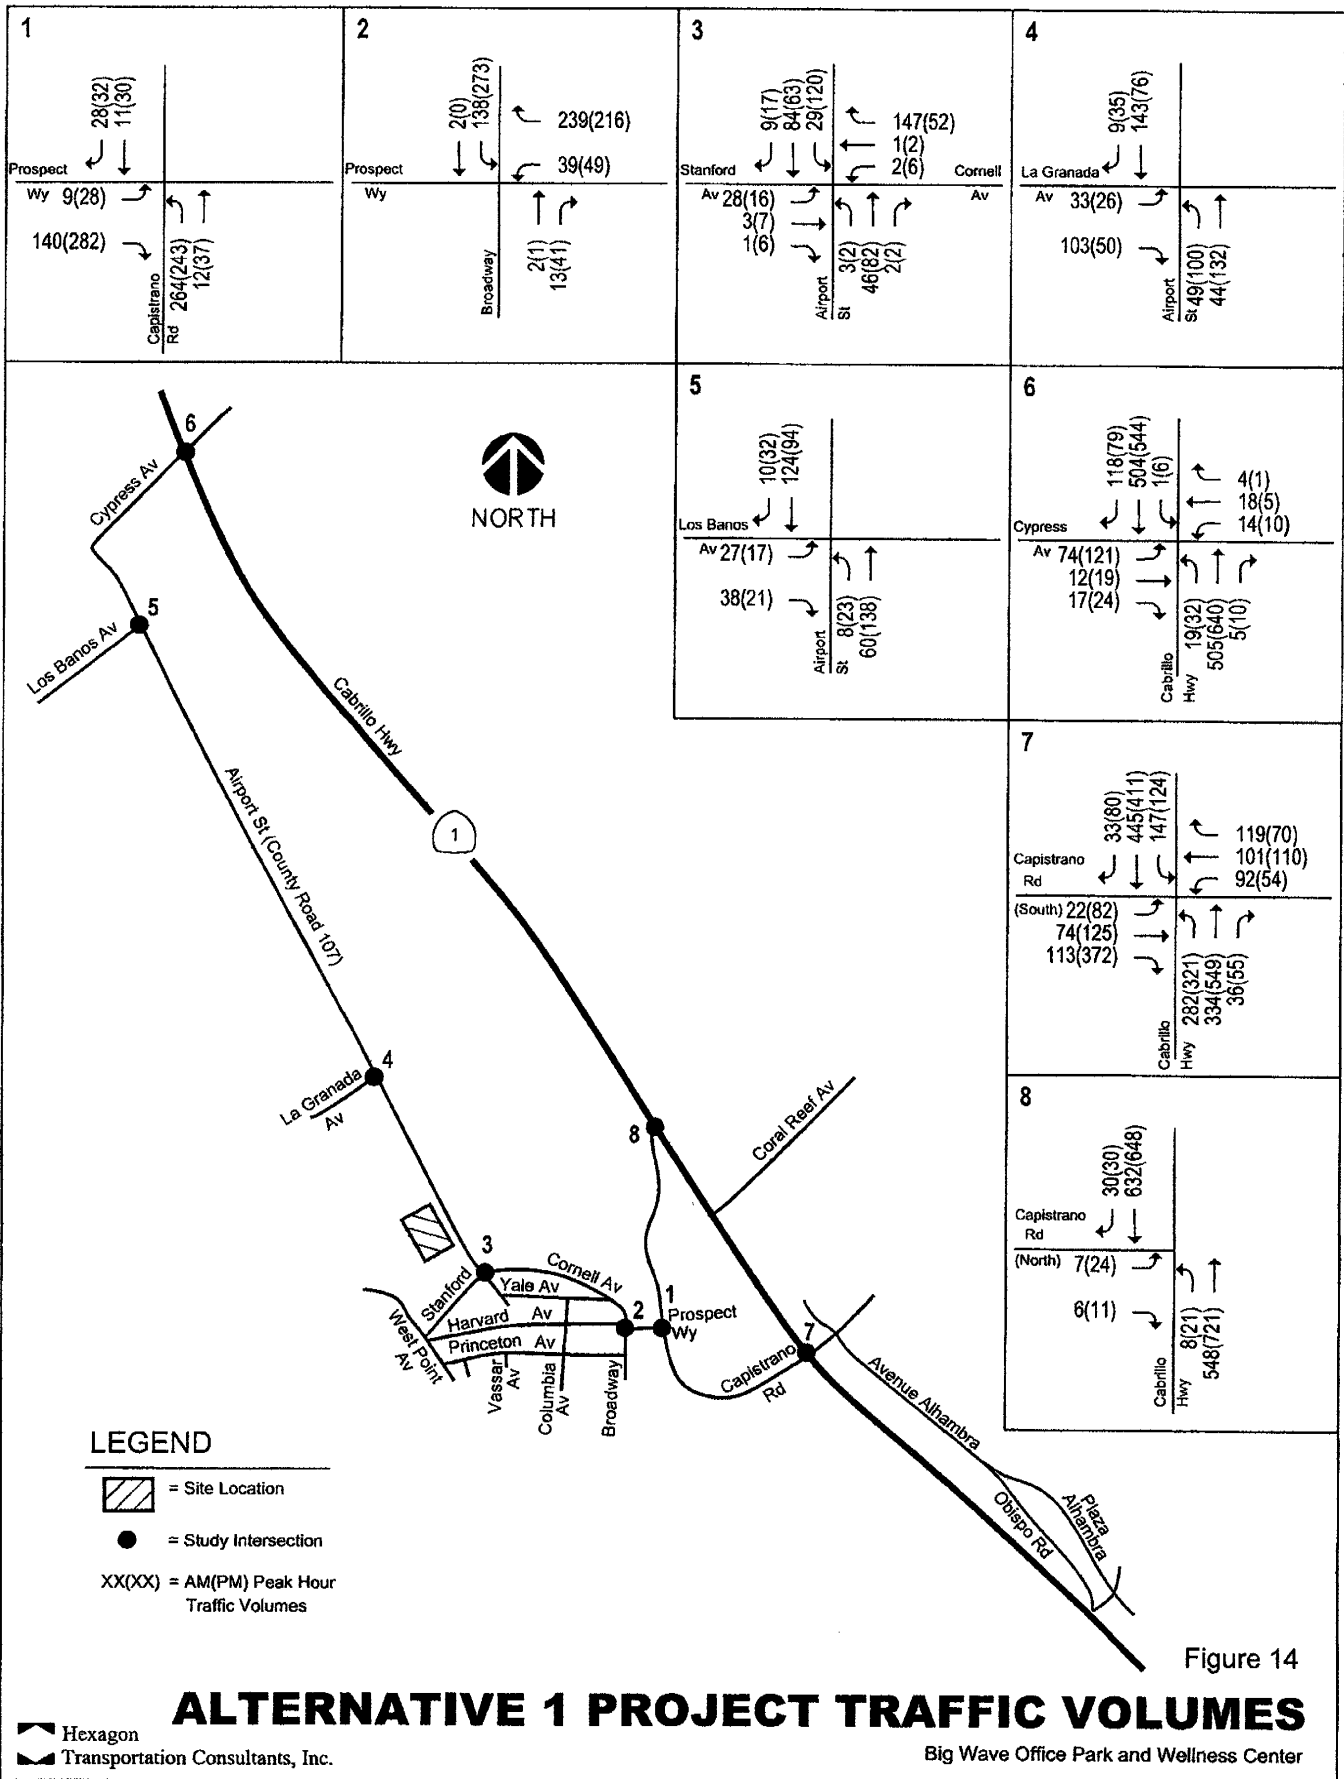 1
28(32)
11(30)
Prospect
Wy
9(28)
140(282)
Capistrano
Rd
264(243)
12(37)
2
2(0)
138(273)
239(216)
39(49)
Prospect
Wy
Broadway
2(1)
13(41)
3
9(17)
84(63)
29(120)
147(52)
1(2)
2(6)
Stanford
Av
Cornell
Av
28(16)
3(7)
1(6)
Airport
St
3(2)
46(82)
2(2)
4
9(35)
143(76)
La Granada
Av
33(26)
103(50)
Airport
St
49(100)
44(132)
5
10(32)
124(94)
Los Banos
Av
27(17)
38(21)
Airport
St
8(23)
60(138)
6
118(79)
504(544)
1(6)
4(1)
18(5)
14(10)
Cypress
Av
74(121)
12(19)
17(24)
Cabrillo
Hwy
19(32)
505(640)
5(10)
7
33(80)
445(411)
147(124)
119(70)
101(110)
92(54)
Capistrano
Rd
(South)
22(82)
74(125)
113(372)
Cabrillo
Hwy
282(321)
334(549)
36(55)
8
30(30)
632(648)
Capistrano
Rd
(North)
7(24)
6(11)
Cabrillo
Hwy
8(21)
548(721)
6
Cypress Av
NORTH
5
Los Banos Av
Cabrillo Hwy
1
Airport St (County Road 107)
4
La Granada
Av
8
Coral Reef Av
3
Stanford
Cornell Av
Yale Av
Harvard Av
Princeton Av
West Point
Av
Vassar
Av
Columbia
Av
Broadway
2
1
Prospect
Wy
7
Capistrano
Rd
Avenue Alhambra
Obispo Rd
Plaza
Alhambra
LEGEND
= Site Location
= Study Intersection
XX(XX) = AM(PM) Peak Hour
Traffic Volumes
Figure 14
ALTERNATIVE 1 PROJECT TRAFFIC VOLUMES
Hexagon
Transportation Consultants, Inc.
Big Wave Office Park and Wellness Center